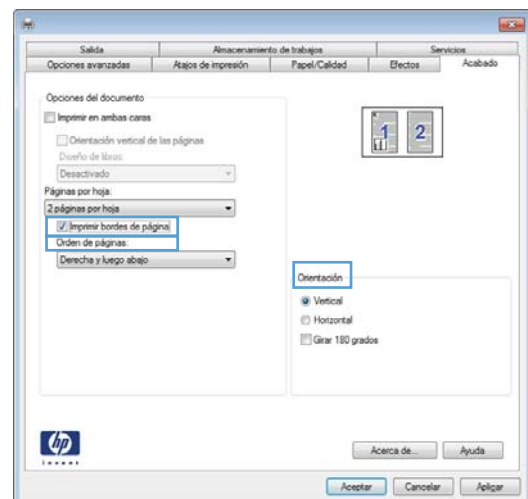 Salida Almacenamiento de trabajos Servicios
Opciones avanzadas Atajos de impresión Papel/Calidad Efectos Acabado
Opciones del documento
Imprimir en ambas caras
Orientación vertical de las páginas
Diseño de libros:
Desactivado
Páginas por hoja:
2 páginas por hoja
Imprimir bordes de página
Orden de páginas:
Derecha y luego abajo
1 2
Orientación
Vertical
Horizontal
Girar 180 grados
hp
invent
Acerca de... Ayuda
Aceptar Cancelar Aplicar